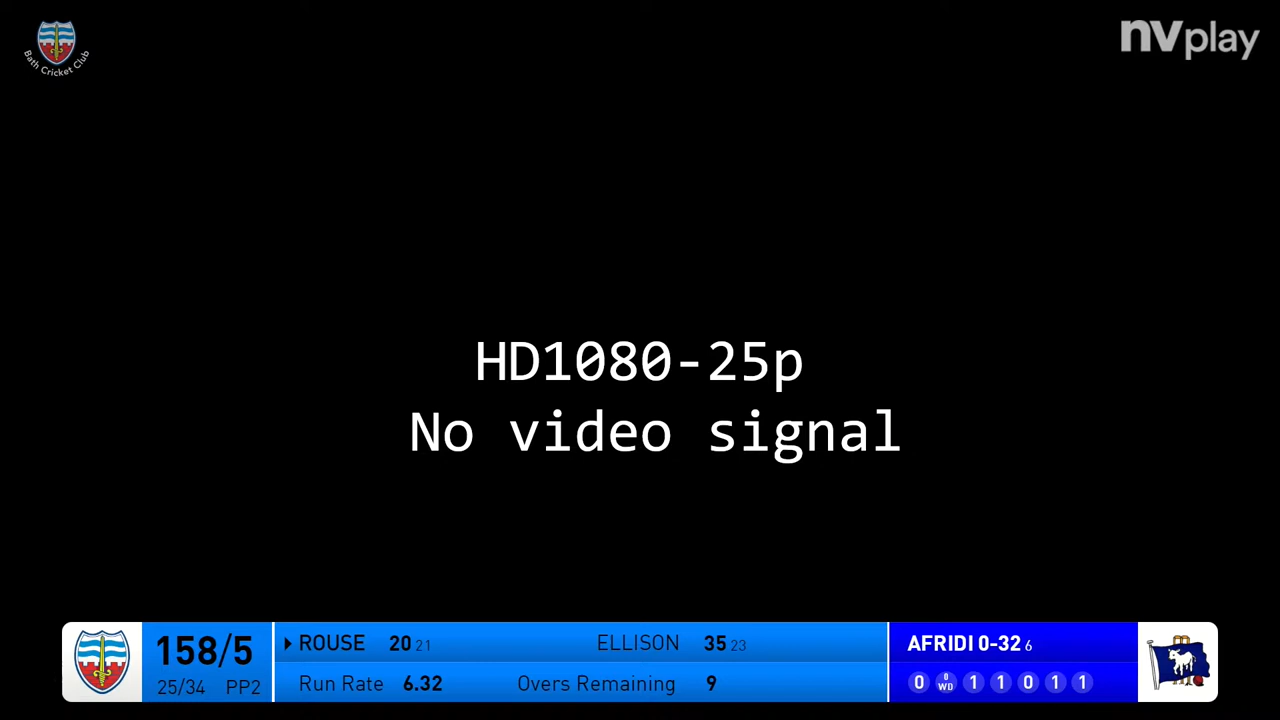 Bath Cricket Club
nvplay
HD1080-25p
No video signal
158/5
25/34 PP2
ROUSE 20 21 ELLISON 35 23
Run Rate 6.32 Overs Remaining 9
AFRIDI 0-32 6
0 0 WD 1 1 0 1 1